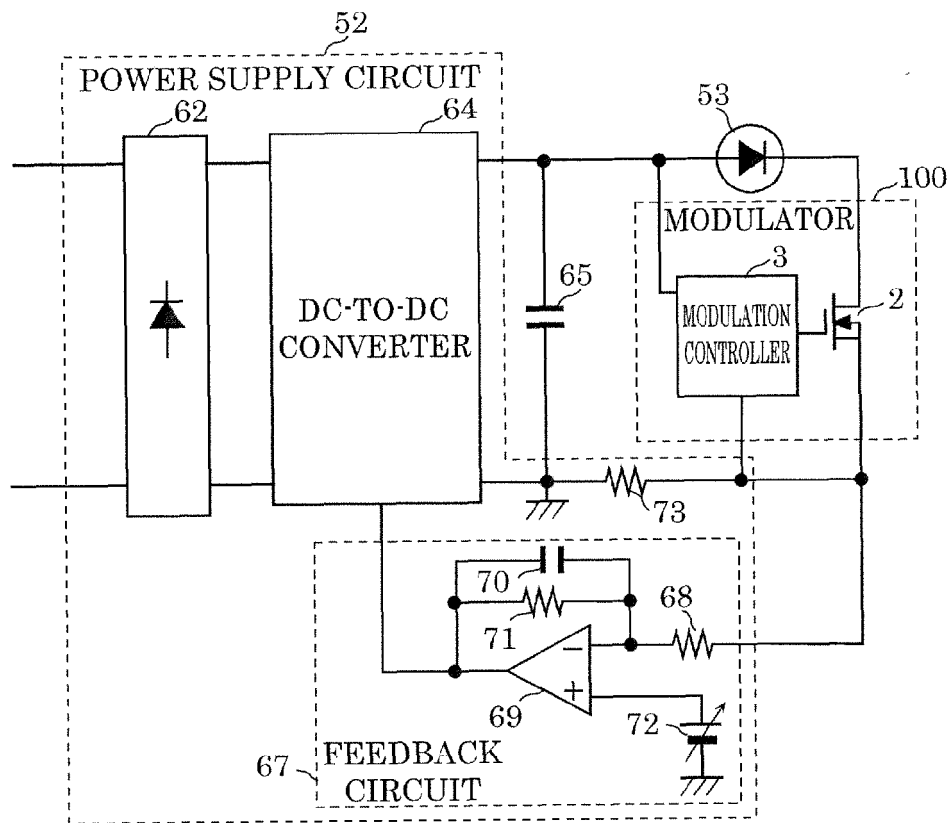 52
POWER SUPPLY CIRCUIT
62
64
53
100
MODULATOR
3
65
DC-TO-DC
CONVERTER
MODULATION
CONTROLLER
2
73
70
71
68
−
+
69
72
67
FEEDBACK
CIRCUIT